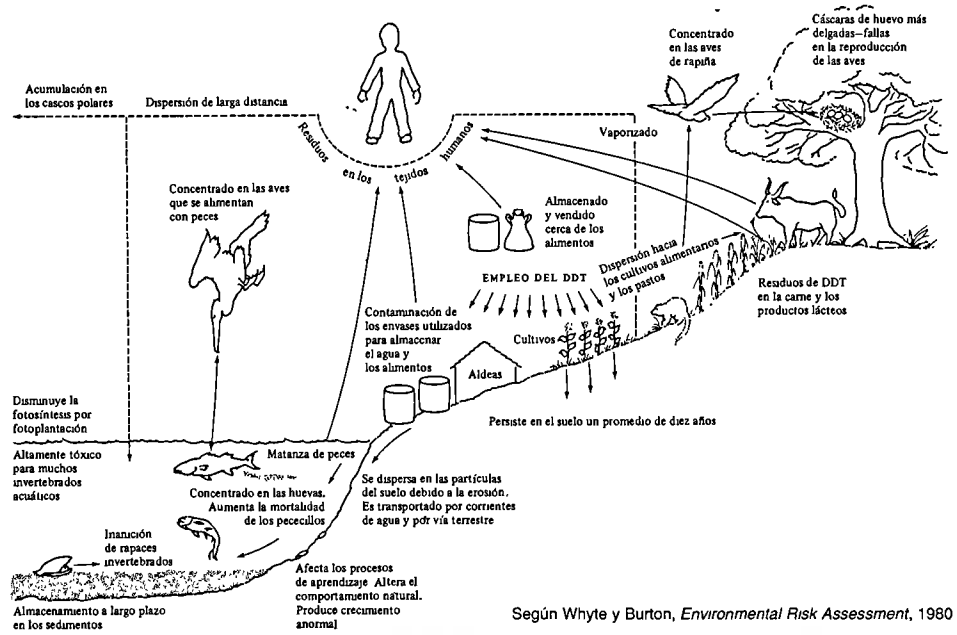 Acumulación en
los cascos polares
Dispersión de larga distancia
Residuos
en los
tejidos
humanos
Concentrado
en las aves
de rapiña
Cáscaras de huevo más
delgadas—fallas
en la reproducción
de las aves
Vaporizado
Concentrado en las aves
que se alimentan
con peces
Almacenado
y vendido
cerca de los
alimentos
Dispersión hacia
los cultivos alimentarios
y los pastos
EMPLEO DEL DDT
Residuos de DDT
en la carne y los
productos lácteos
Contaminación de
los envases utilizados
para almacenar
el agua y
los alimentos
Cultivos
Aldeas
Persiste en el suelo un promedio de diez años
Disminuye la
fotosíntesis por
fotoplantación
Altamente tóxico
para muchos
invertebrados
acuáticos
Matanza de peces
Concentrado en las huevas.
Aumenta la mortalidad
de los pececillos
Se dispersa en las partículas
del suelo debido a la erosión.
Es transportado por corrientes
de agua y por vía terrestre
Inanición
de rapaces
invertebrados
Afecta los procesos
de aprendizaje Altera el
comportamiento natural.
Produce crecimiento
anormal
Almacenamiento a largo plazo
en los sedimentos
Según Whyte y Burton, Environmental Risk Assessment, 1980